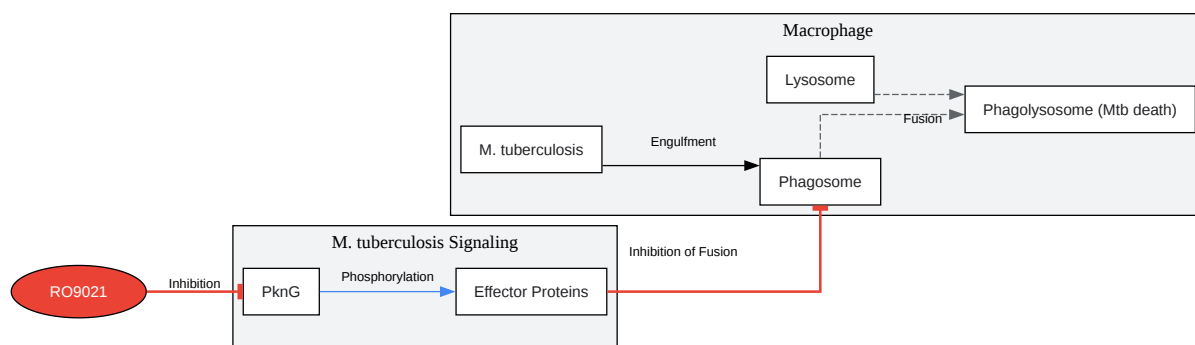 Macrophage
Lysosome
Phagolysosome (Mtb death)
Fusion
M. tuberculosis
Engulfment
Phagosome
M. tuberculosis Signaling
Inhibition of Fusion
RO9021
Inhibition
PknG
Phosphorylation
Effector Proteins